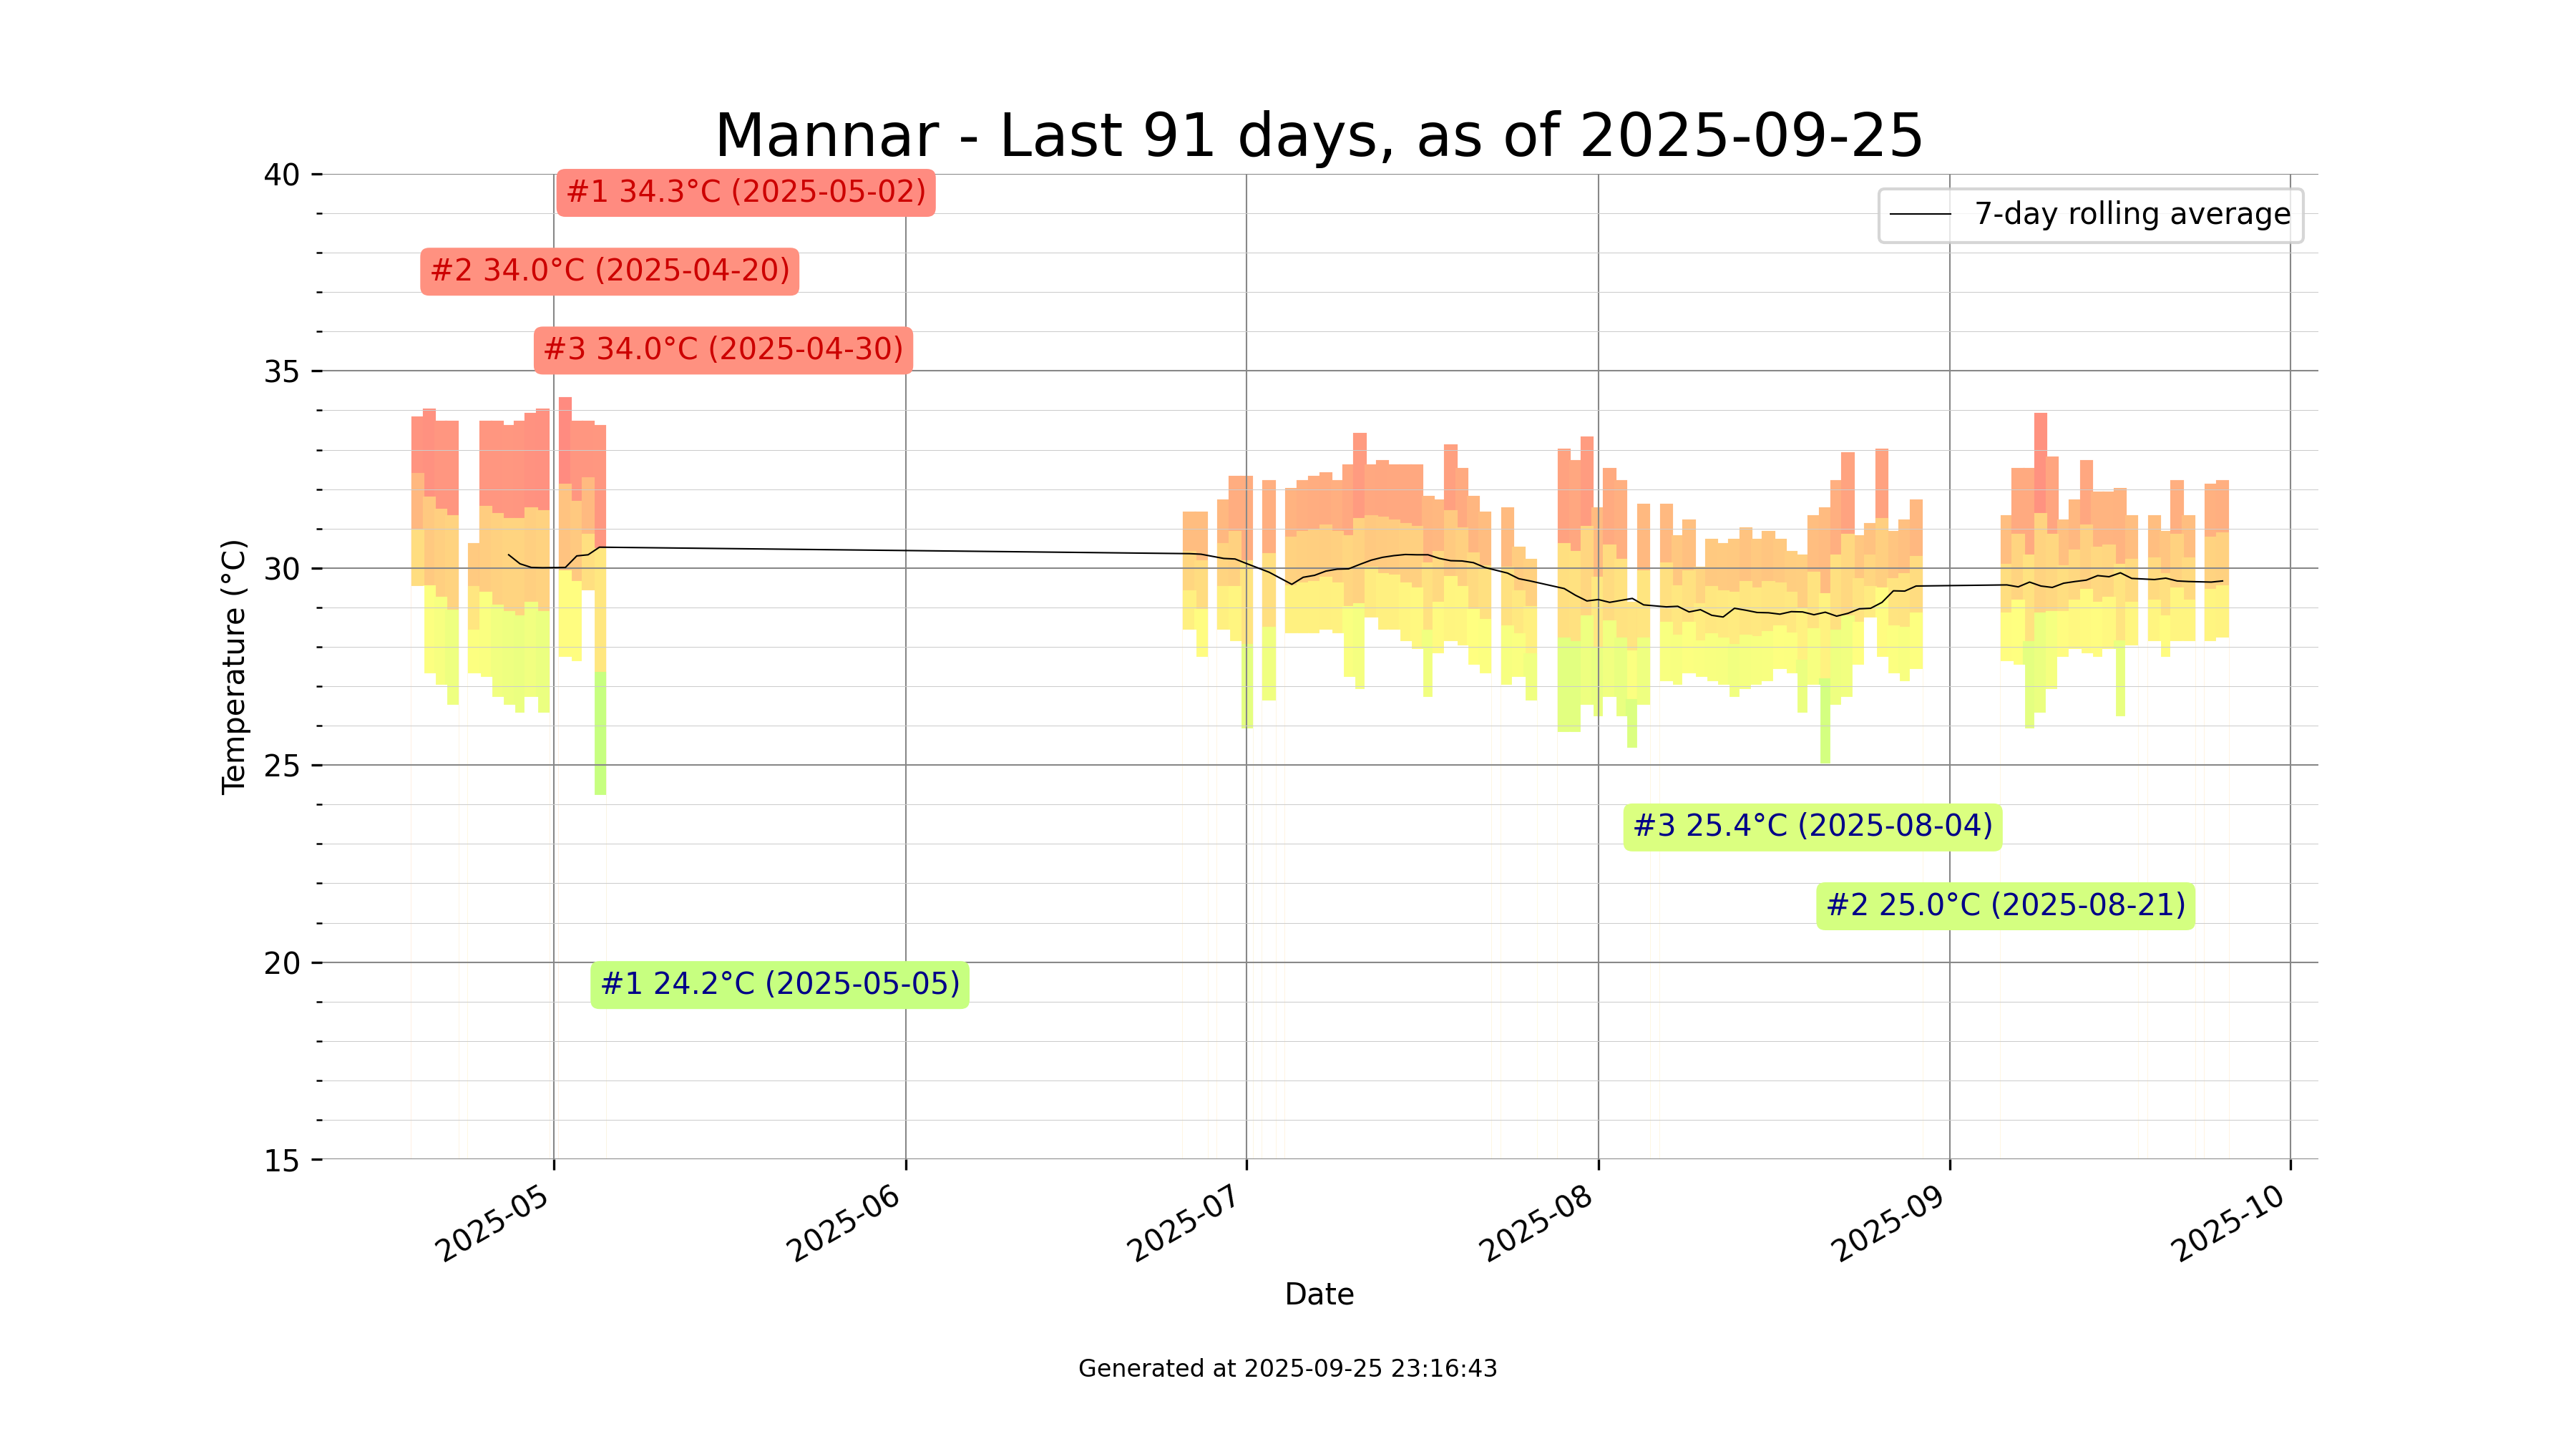 Mannar - Last 91 days, as of 2025-09-25
40
#1 34.3°C (2025-05-02)
7-day rolling average
#2 34.0°C (2025-04-20)
#3 34.0°C (2025-04-30)
35
30
Temperature (°C)
25
#3 25.4°C (2025-08-04)
#2 25.0°C (2025-08-21)
20
#1 24.2°C (2025-05-05)
15
2025-05
2025-06
2025-07
2025-08
2025-09
2025-10
Date
Generated at 2025-09-25 23:16:43